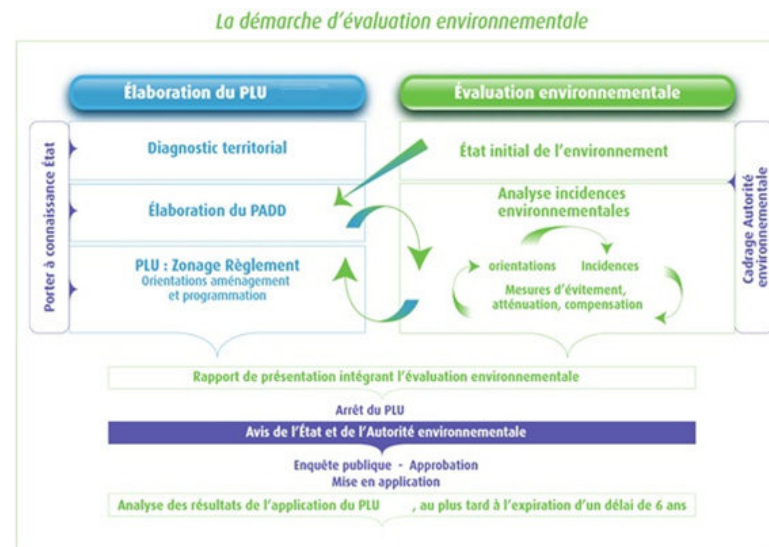 La démarche d'évaluation environnementale
Élaboration du PLU
Évaluation environnementale
Porter à connaissance État
Diagnostic territorial
Élaboration du PADD
PLU : Zonage Règlement
Orientations aménagement
et programmation
État initial de l'environnement
Analyse incidences
environnementales
orientations
Incidences
Mesures d'évitement,
atténuation, compensation
Cadrage Autorité
environnementale
Rapport de présentation intégrant l'évaluation environnementale
Arrêt du PLU
Avis de l'État et de l'Autorité environnementale
Enquête publique - Approbation
Mise en application
Analyse des résultats de l'application du PLU , au plus tard à l'expiration d'un délai de 6 ans